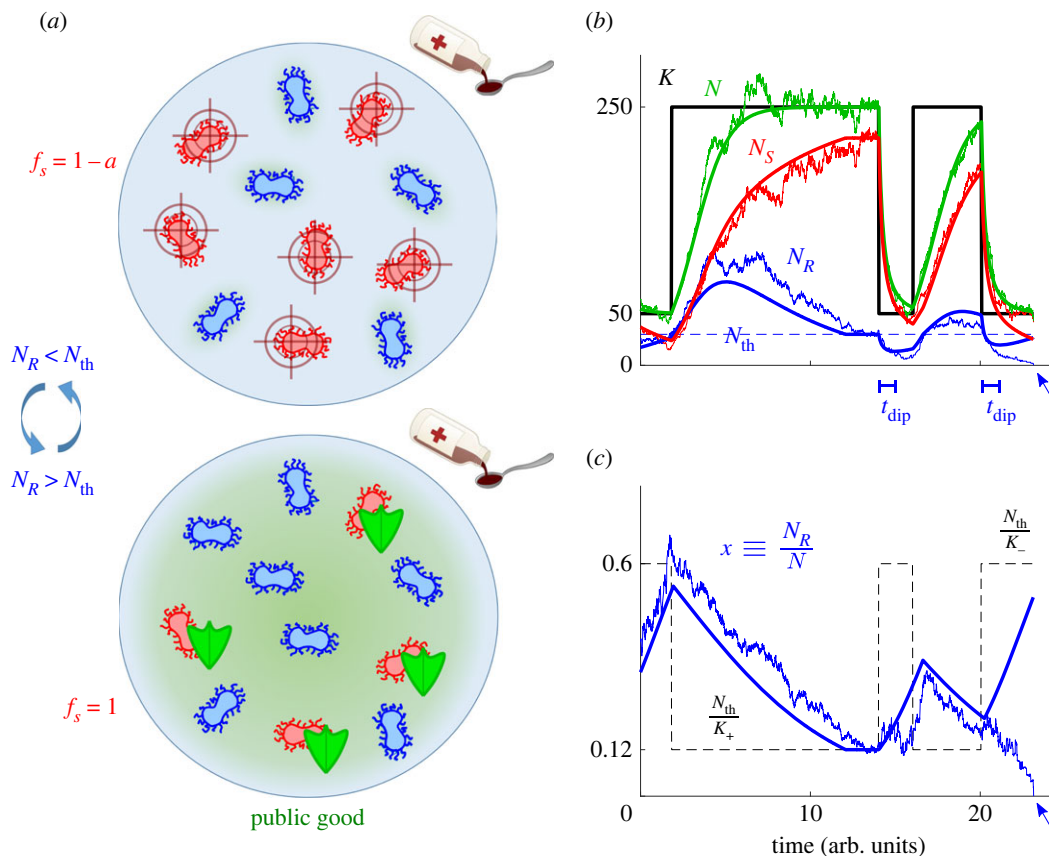 (a)
f_s = 1 – a
N_R < N_th
N_R > N_th
f_s = 1
public good
(b)
K
N
N_S
N_R
N_th
250
50
0
t_dip
t_dip
(c)
x ≡ N_R/N
N_th/K_–
N_th/K_+
0.6
0.12
0
10
20
time (arb. units)